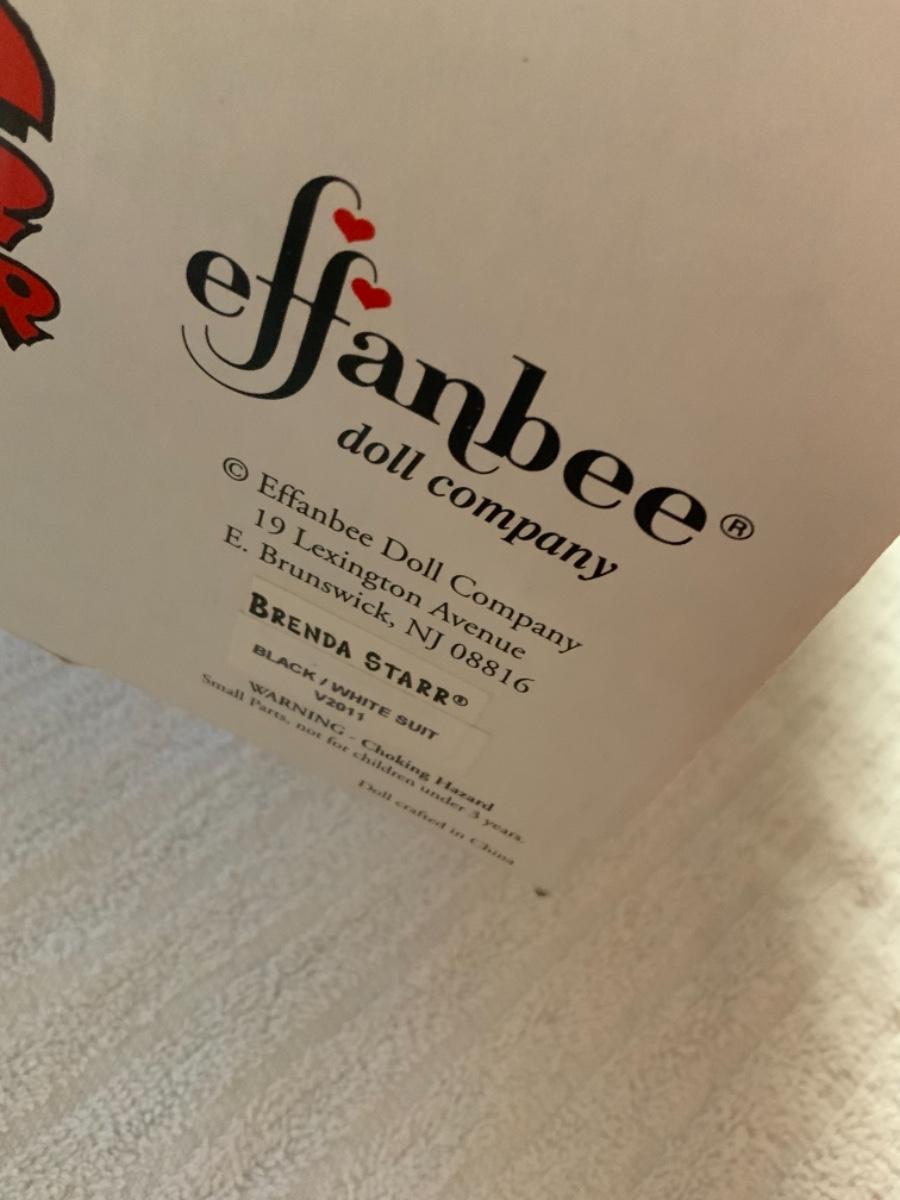 R
effanbee®
doll company
© Effanbee Doll Company
19 Lexington Avenue
E. Brunswick, NJ 08816
BRENDA STARR®
BLACK / WHITE SUIT
V2011
WARNING - Choking Hazard
Small Parts, not for children under 3 years.
Doll crafted in China